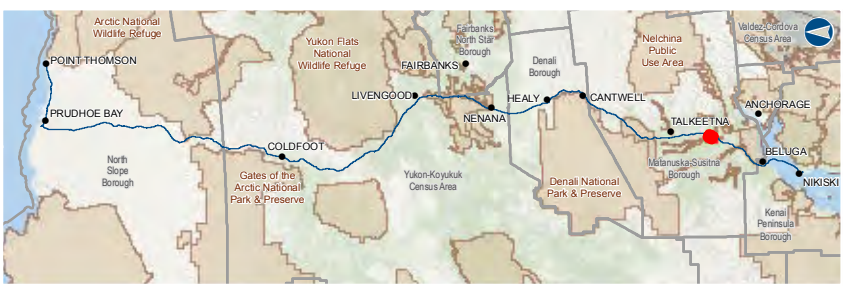 Arctic National
Wildlife Refuge
POINT THOMSON
PRUDHOE BAY
North
Slope
Borough
COLDFOOT
Gates of the
Arctic National
Park & Preserve
Yukon Flats
National
Wildlife Refuge
LIVENGOOD
Fairbanks
North Star
Borough
FAIRBANKS
NENANA
Yukon-Koyukuk
Census Area
Denali
Borough
HEALY
CANTWELL
Denali National
Park & Preserve
Nelchina
Public
Use Area
TALKEETNA
Matanuska-Susitna
Borough
Valdez-Cordova
Census Area
ANCHORAGE
BELUGA
NIKISKI
Kenai
Peninsula
Borough